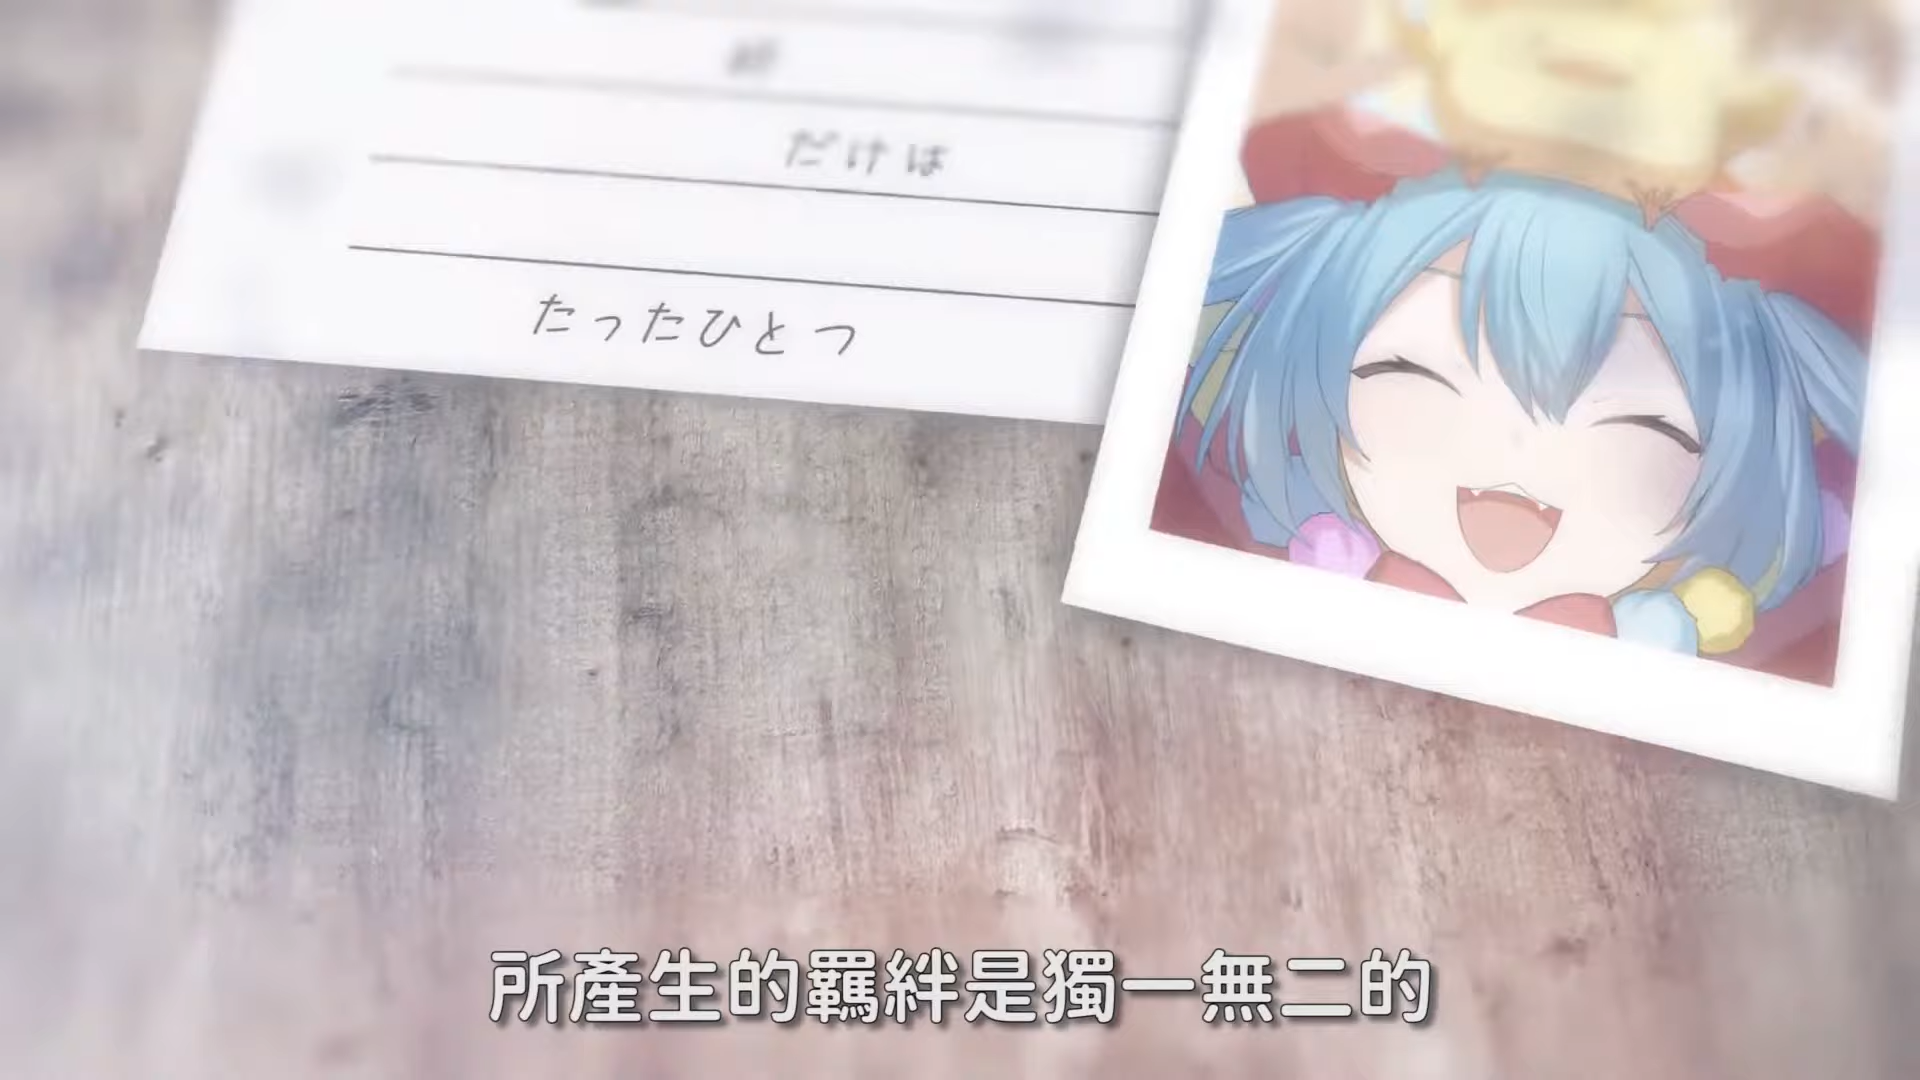 だけは
たったひとつ
所產生的羈絆是獨一無二的